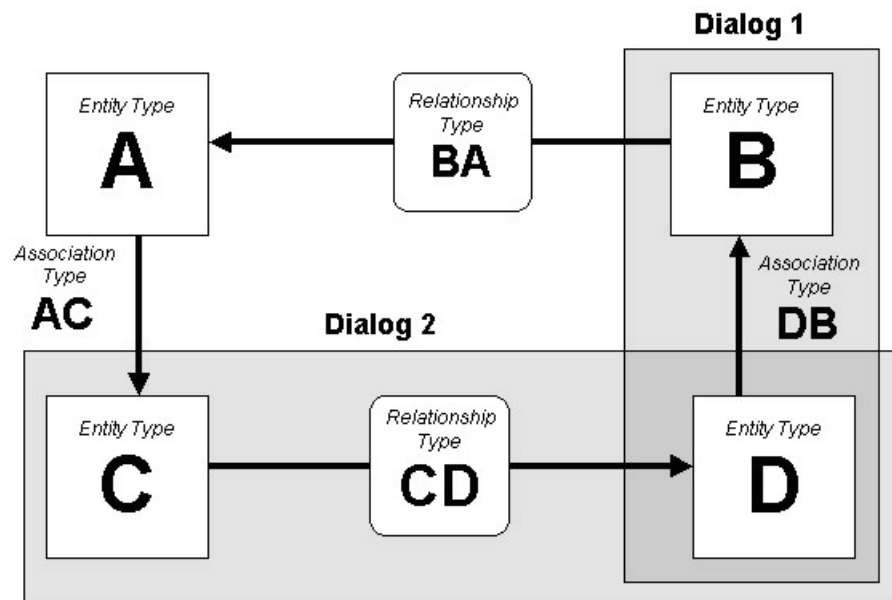 Dialog 1
Entity Type
A
Relationship
Type
BA
Entity Type
B
Association
Type
AC
Association
Type
DB
Dialog 2
Entity Type
C
Relationship
Type
CD
Entity Type
D